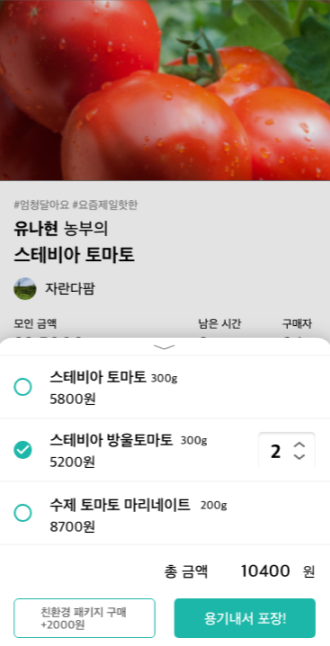 #엄청달아요 #요즘제일핫한
유나현 농부의
스테비아 토마토
자란다팜
모인 금액 남은 시간 구매자
스테비아 토마토 300g
5800원
스테비아 방울토마토 300g
5200원
2
수제 토마토 마리네이트 200g
8700원
총 금액 10400 원
친환경 패키지 구매
+2000원
용기내서 포장!